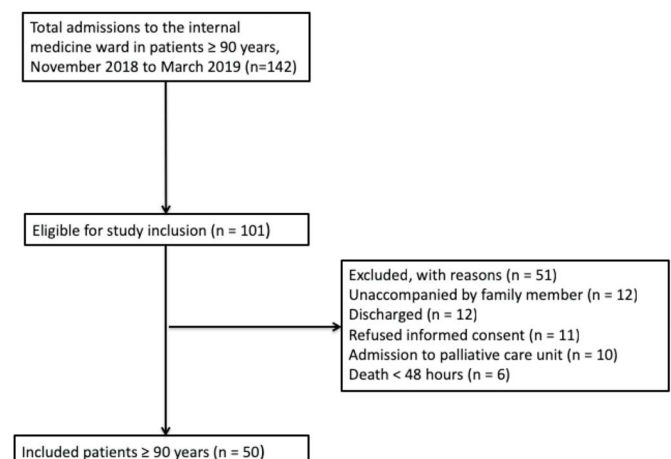 Total admissions to the internal
medicine ward in patients ≥ 90 years,
November 2018 to March 2019 (n=142)
Eligible for study inclusion (n = 101)
Excluded, with reasons (n = 51)
Unaccompanied by family member (n = 12)
Discharged (n = 12)
Refused informed consent (n = 11)
Admission to palliative care unit (n = 10)
Death < 48 hours (n = 6)
Included patients ≥ 90 years (n = 50)